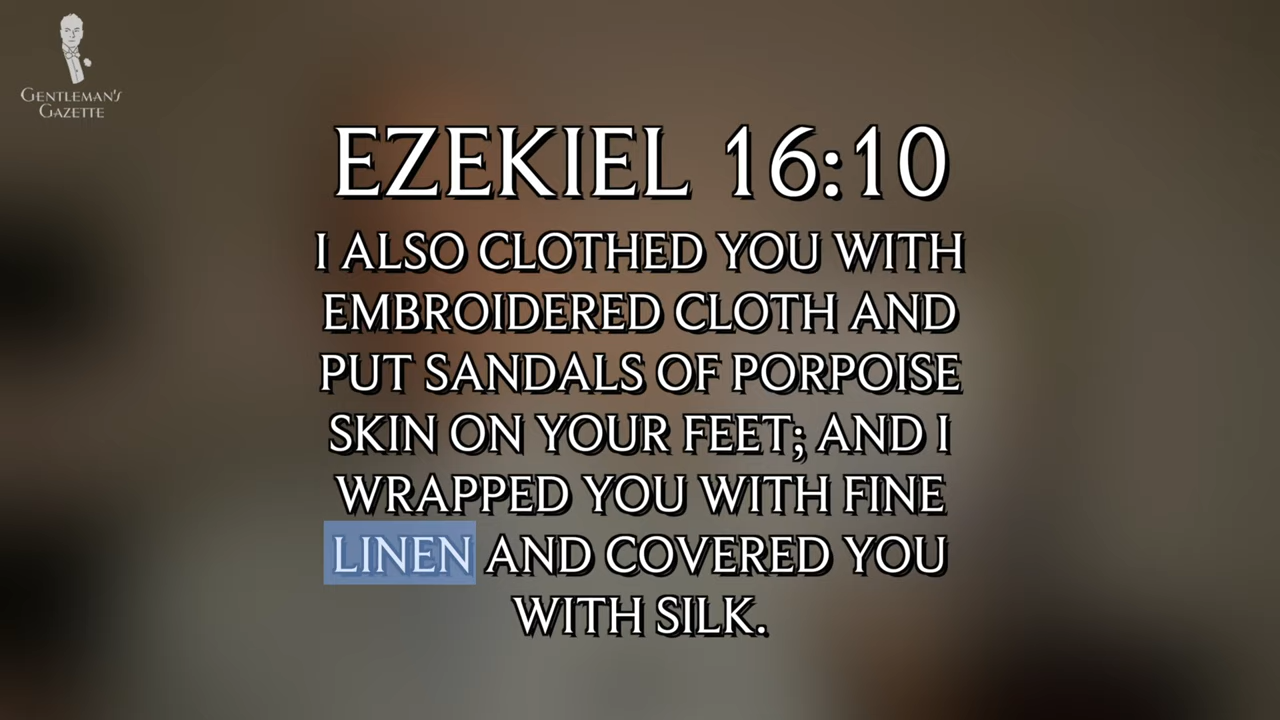 GENTLEMAN'S
GAZETTE
EZEKIEL 16:10
I ALSO CLOTHED YOU WITH
EMBROIDERED CLOTH AND
PUT SANDALS OF PORPOISE
SKIN ON YOUR FEET; AND I
WRAPPED YOU WITH FINE
LINEN AND COVERED YOU
WITH SILK.